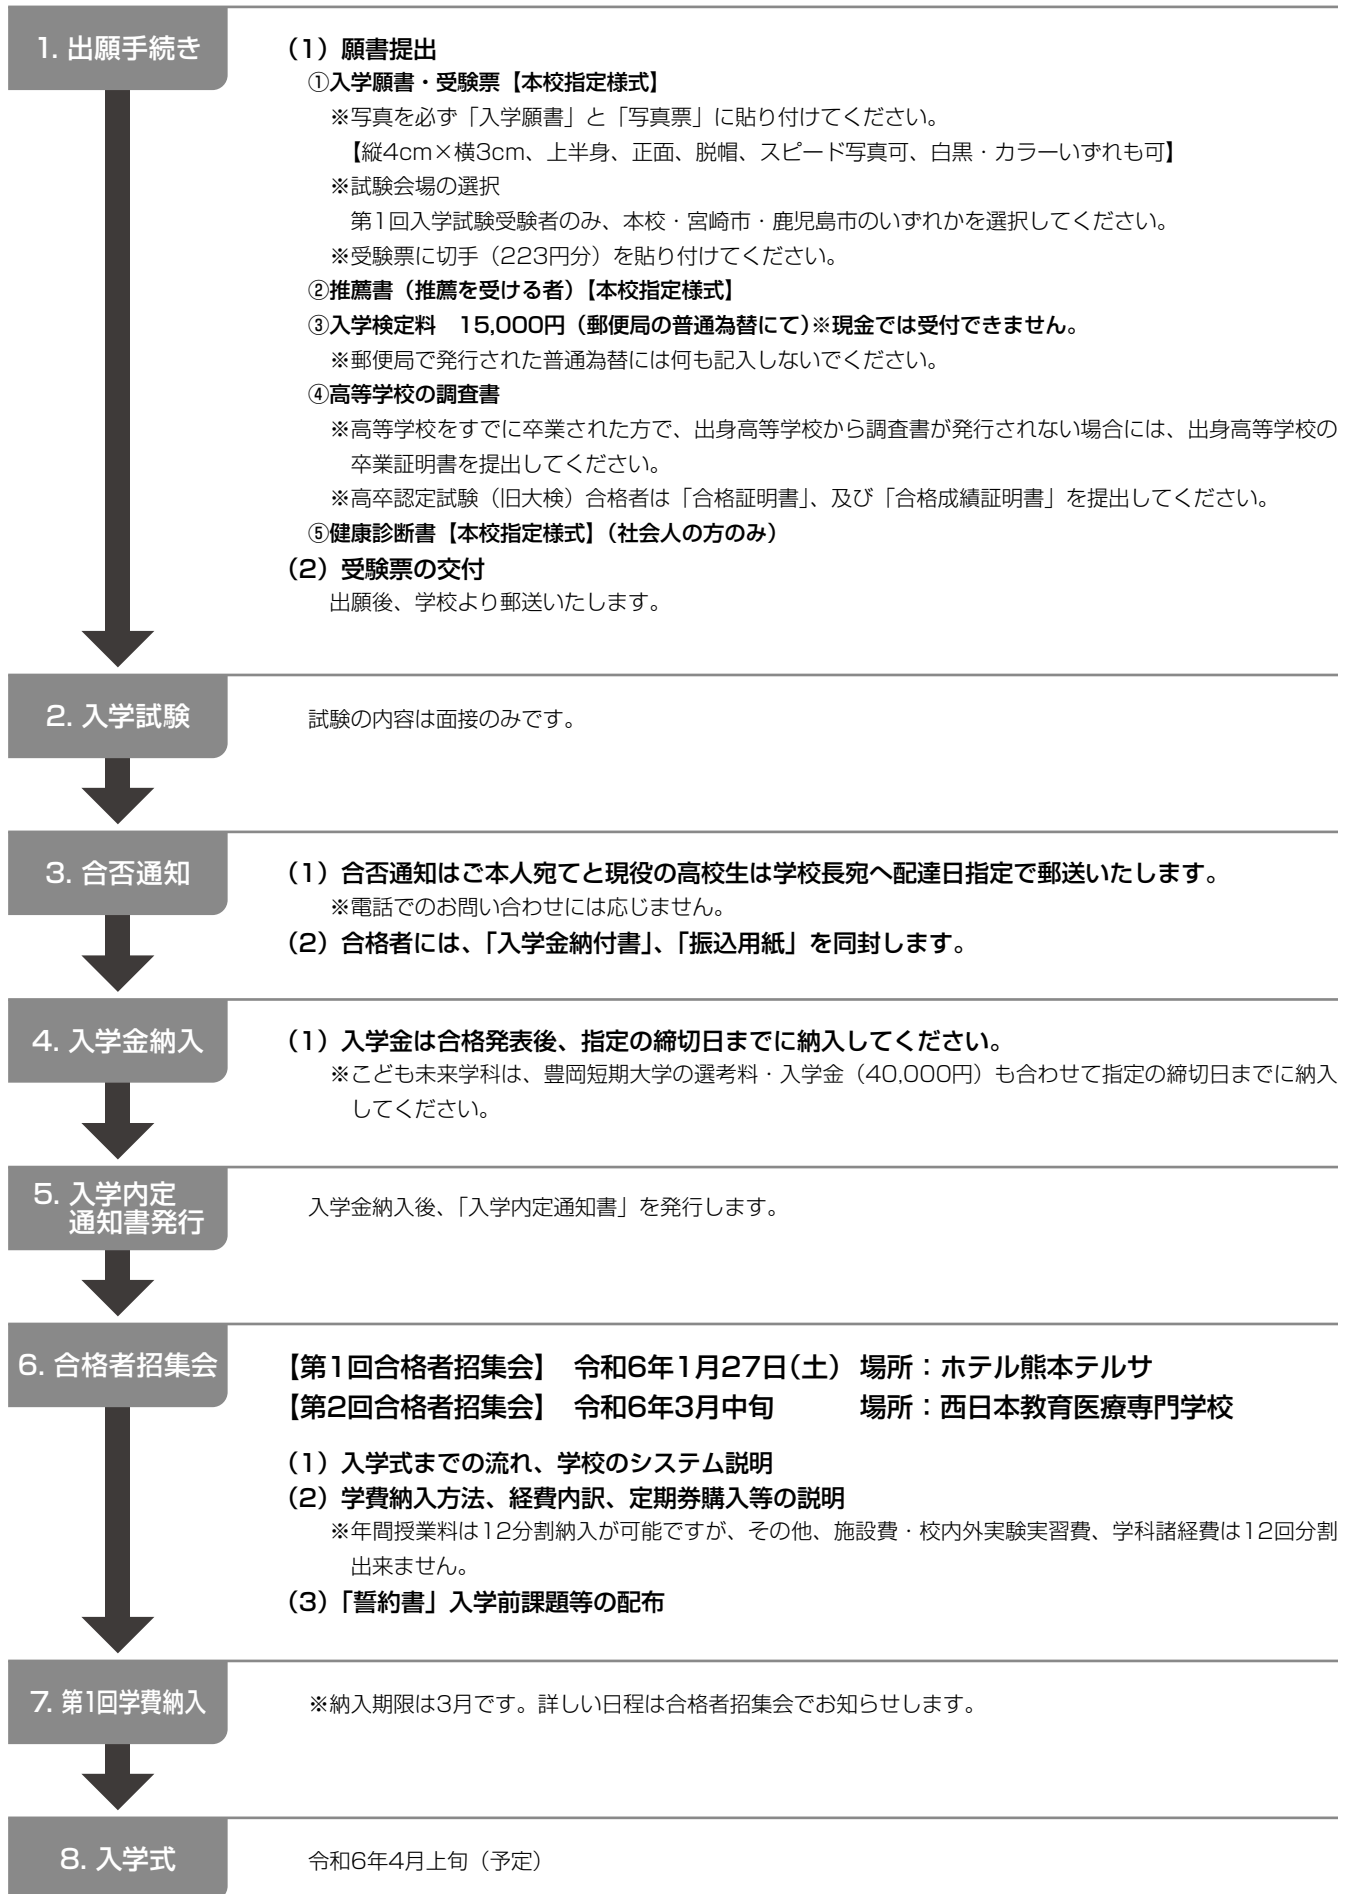 1. 出願手続き
（1）願書提出
①入学願書・受験票【本校指定様式】
※写真を必ず「入学願書」と「写真票」に貼り付けてください。
【縦4cm×横3cm、上半身、正面、脱帽、スピード写真可、白黒・カラーいずれも可】
※試験会場の選択
第1回入学試験受験者のみ、本校・宮崎市・鹿児島市のいずれかを選択してください。
※受験票に切手（223円分）を貼り付けてください。
②推薦書（推薦を受ける者）【本校指定様式】
③入学検定料　15,000円（郵便局の普通為替にて）※現金では受付できません。
※郵便局で発行された普通為替には何も記入しないでください。
④高等学校の調査書
※高等学校をすでに卒業された方で、出身高等学校から調査書が発行されない場合には、出身高等学校の
卒業証明書を提出してください。
※高卒認定試験（旧大検）合格者は「合格証明書」、及び「合格成績証明書」を提出してください。
⑤健康診断書【本校指定様式】（社会人の方のみ）
（2）受験票の交付
出願後、学校より郵送いたします。
2. 入学試験
試験の内容は面接のみです。
3. 合否通知
（1）合否通知はご本人宛てと現役の高校生は学校長宛へ配達日指定で郵送いたします。
※電話でのお問い合わせには応じません。
（2）合格者には、「入学金納付書」、「振込用紙」を同封します。
4. 入学金納入
（1）入学金は合格発表後、指定の締切日までに納入してください。
※こども未来学科は、豊岡短期大学の選考料・入学金（40,000円）も合わせて指定の締切日までに納入
してください。
5. 入学内定
通知書発行
入学金納入後、「入学内定通知書」を発行します。
6. 合格者招集会
【第1回合格者招集会】　令和6年1月27日（土） 場所：ホテル熊本テルサ
【第2回合格者招集会】　令和6年3月中旬　　　場所：西日本教育医療専門学校
（1）入学式までの流れ、学校のシステム説明
（2）学費納入方法、経費内訳、定期券購入等の説明
※年間授業料は12分割納入が可能ですが、その他、施設費・校内外実験実習費、学科諸経費は12回分割
出来ません。
（3）「誓約書」入学前課題等の配布
7. 第1回学費納入
※納入期限は3月です。詳しい日程は合格者招集会でお知らせします。
8. 入学式
令和6年4月上旬（予定）